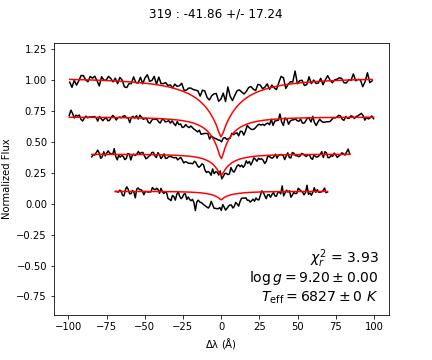 319 : -41.86 +/- 17.24
Normalized Flux
1.25
1.00
0.75
0.50
0.25
0.00
−0.25
−0.50
−0.75
χ²ᵣ = 3.93
log g = 9.20 ± 0.00
T_eff = 6827 ± 0 K
−100 −75 −50 −25 0 25 50 75 100
Δλ (Å)